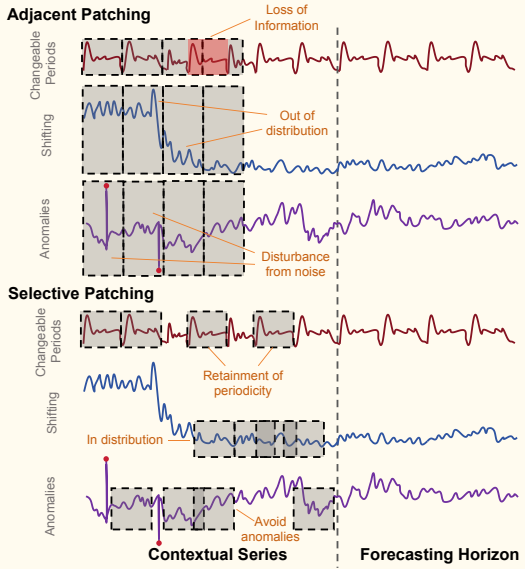 Adjacent Patching
Loss of
Information
Changeable
Periods
Out of
distribution
Shifting
Anomalies
Disturbance
from noise
Selective Patching
Changeable
Periods
Retainment of
periodicity
Shifting
In distribution
Anomalies
Avoid
anomalies
Contextual Series
Forecasting Horizon